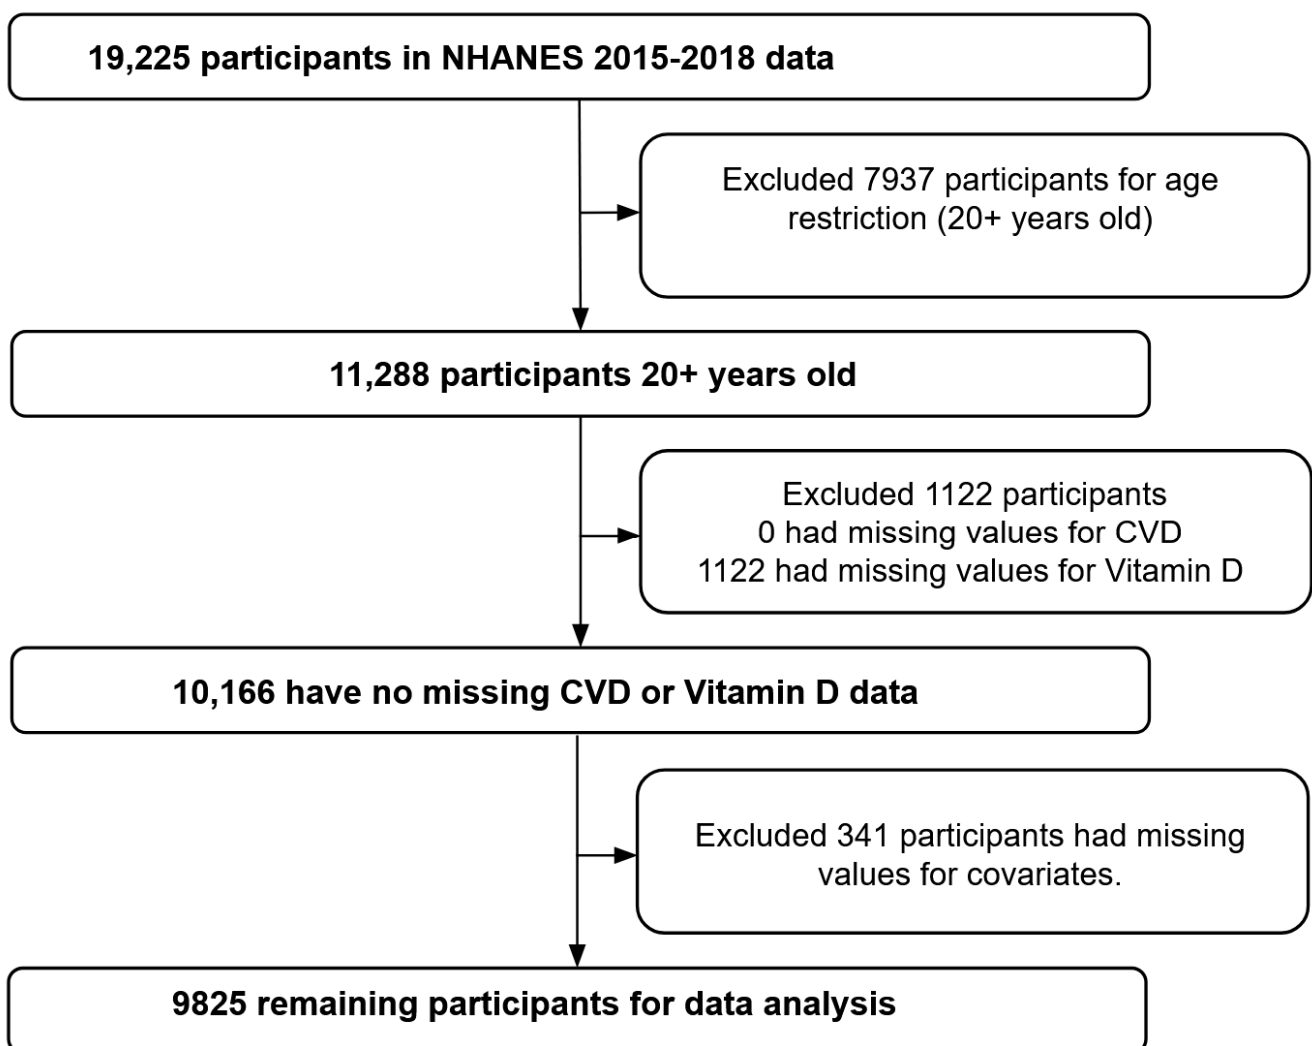 19,225 participants in NHANES 2015-2018 data
Excluded 7937 participants for age
restriction (20+ years old)
11,288 participants 20+ years old
Excluded 1122 participants
0 had missing values for CVD
1122 had missing values for Vitamin D
10,166 have no missing CVD or Vitamin D data
Excluded 341 participants had missing
values for covariates.
9825 remaining participants for data analysis